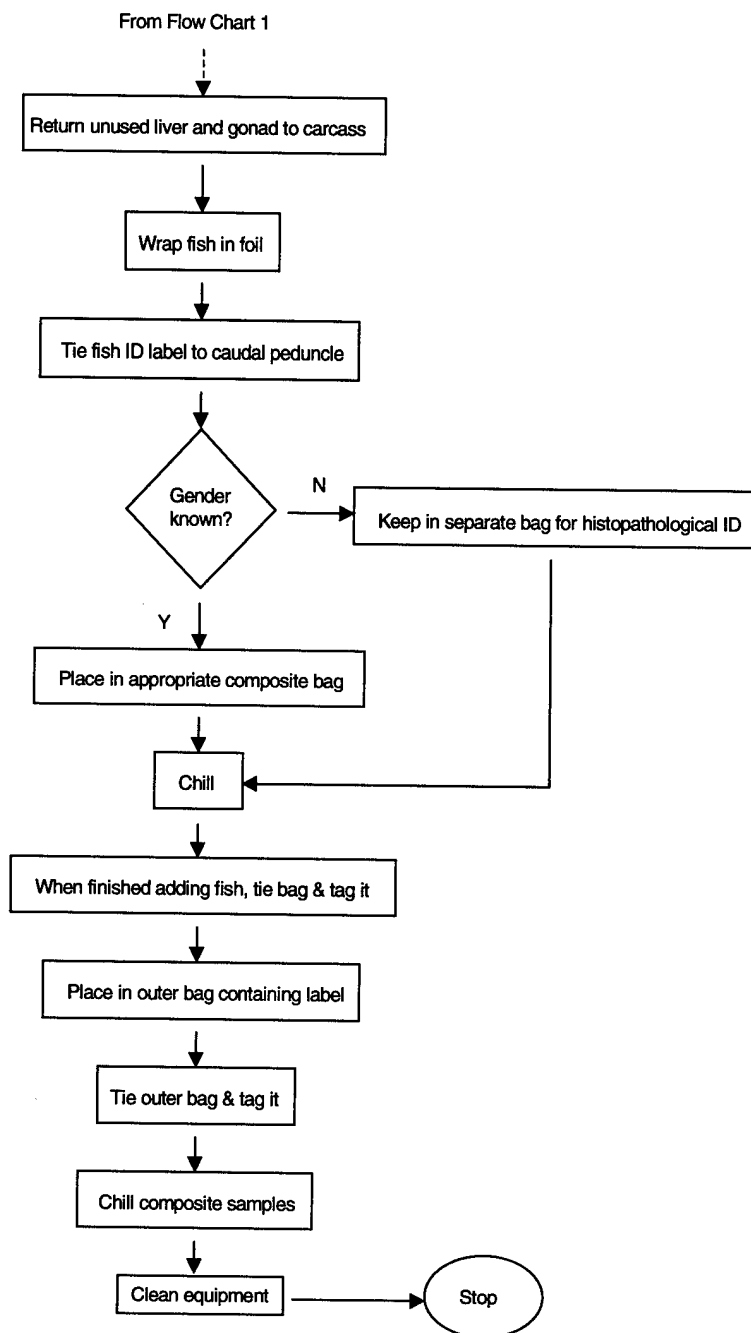 From Flow Chart 1
Return unused liver and gonad to carcass
Wrap fish in foil
Tie fish ID label to caudal peduncle
Gender
known?
N
Keep in separate bag for histopathological ID
Y
Place in appropriate composite bag
Chill
When finished adding fish, tie bag & tag it
Place in outer bag containing label
Tie outer bag & tag it
Chill composite samples
Clean equipment
Stop